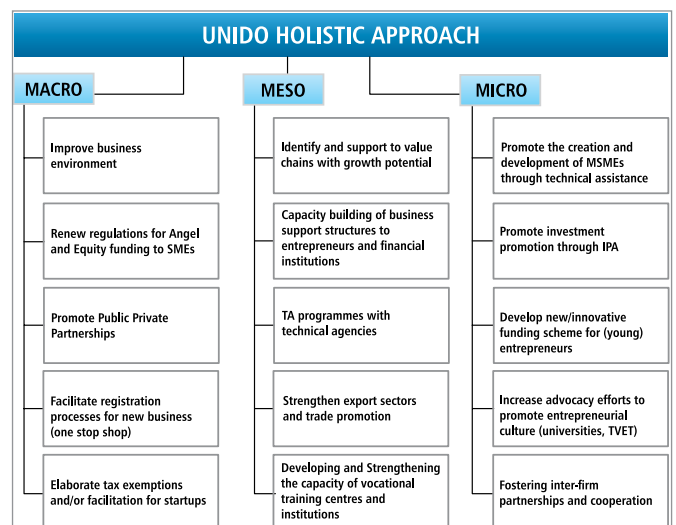 UNIDO HOLISTIC APPROACH
MACRO
Improve business
environment
Renew regulations for Angel
and Equity funding to SMEs
Promote Public Private
Partnerships
Facilitate registration
processes for new business
(one stop shop)
Elaborate tax exemptions
and/or facilitation for startups
MESO
Identify and support to value
chains with growth potential
Capacity building of business
support structures to
entrepreneurs and financial
institutions
TA programmes with
technical agencies
Strengthen export sectors
and trade promotion
Developing and Strengthening
the capacity of vocational
training centres and
institutions
MICRO
Promote the creation and
development of MSMEs
through technical assistance
Promote investment
promotion through IPA
Develop new/innovative
funding scheme for (young)
entrepreneurs
Increase advocacy efforts to
promote entrepreneurial
culture (universities, TVET)
Fostering inter-firm
partnerships and cooperation